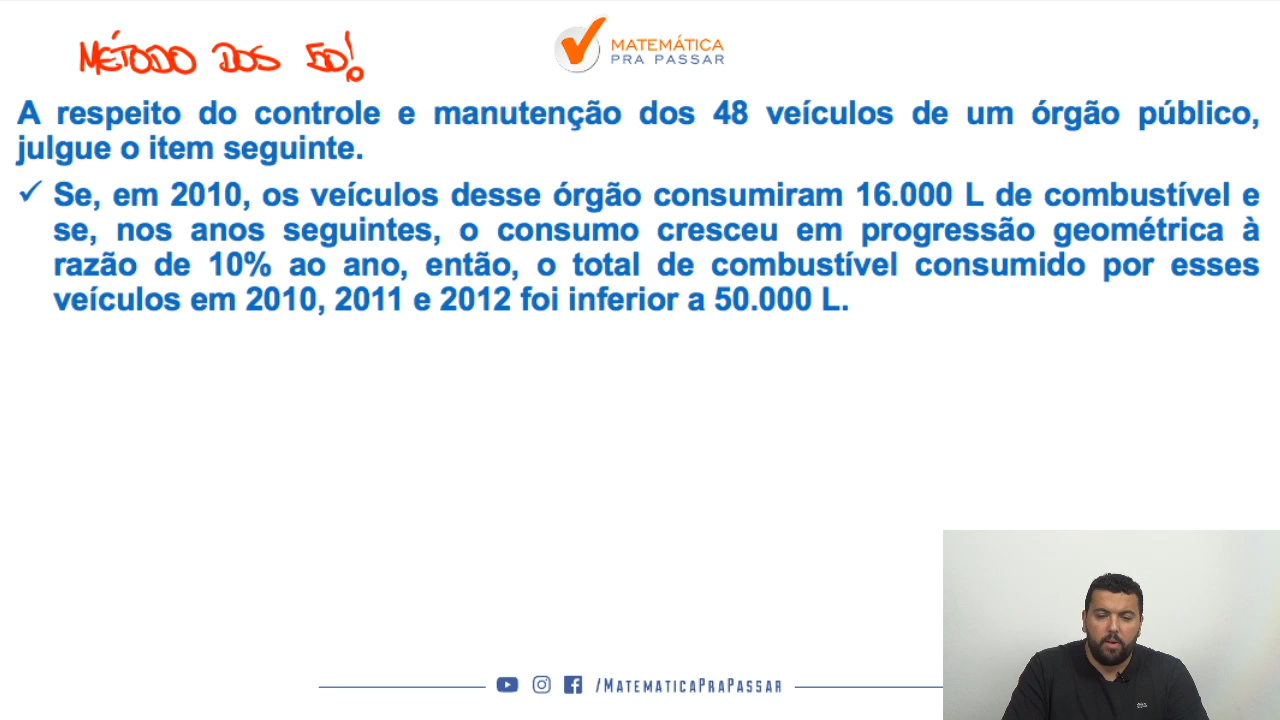 MÉTODO DOS 50!
MATEMÁTICA
PRA PASSAR
A respeito do controle e manutenção dos 48 veículos de um órgão público,
julgue o item seguinte.
✓ Se, em 2010, os veículos desse órgão consumiram 16.000 L de combustível e
se, nos anos seguintes, o consumo cresceu em progressão geométrica à
razão de 10% ao ano, então, o total de combustível consumido por esses
veículos em 2010, 2011 e 2012 foi inferior a 50.000 L.
/MATEMATICAPRAPASSAR